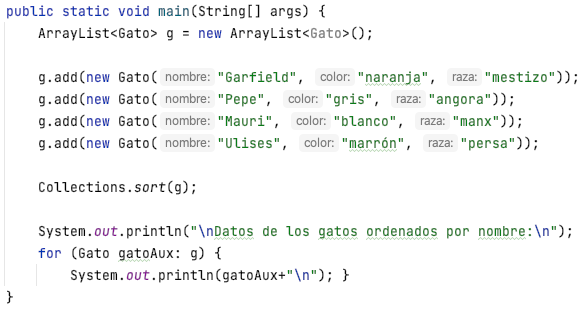 public static void main(String[] args) {
    ArrayList<Gato> g = new ArrayList<Gato>();
    g.add(new Gato( nombre: "Garfield", color: "naranja", raza: "mestizo"));
    g.add(new Gato( nombre: "Pepe", color: "gris", raza: "angora"));
    g.add(new Gato( nombre: "Mauri", color: "blanco", raza: "manx"));
    g.add(new Gato( nombre: "Ulises", color: "marrón", raza: "persa"));
    Collections.sort(g);
    System.out.println("\nDatos de los gatos ordenados por nombre:\n");
    for (Gato gatoAux: g) {
        System.out.println(gatoAux+"\n"); }
}